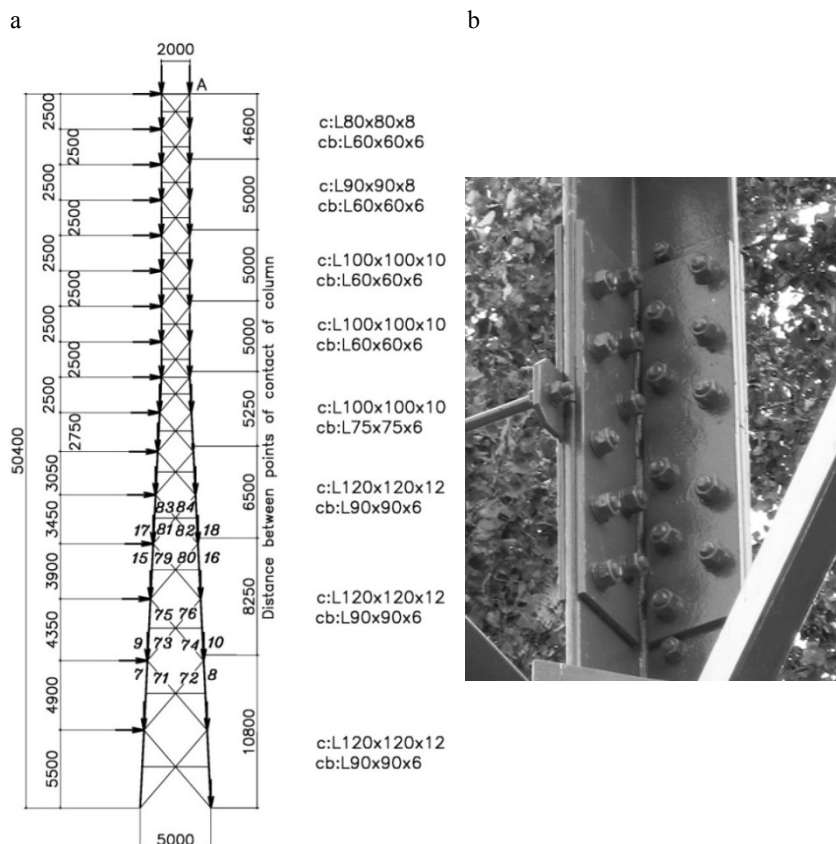 a
b
2000
A
2500
2500
2500
2500
2500
2500
2500
2500
2500
2750
3050
3450
3900
4350
4900
5500
50400
83 84
17 81 82 18
15 79 80 16
75 76
9 73 74 10
7 71 72 8
5000
4600
5000
5000
5000
5250
6500
8250
10800
Distance between points of contact of column
c:L80x80x8
cb:L60x60x6
c:L90x90x8
cb:L60x60x6
c:L100x100x10
cb:L60x60x6
c:L100x100x10
cb:L60x60x6
c:L100x100x10
cb:L75x75x6
c:L120x120x12
cb:L90x90x6
c:L120x120x12
cb:L90x90x6
c:L120x120x12
cb:L90x90x6